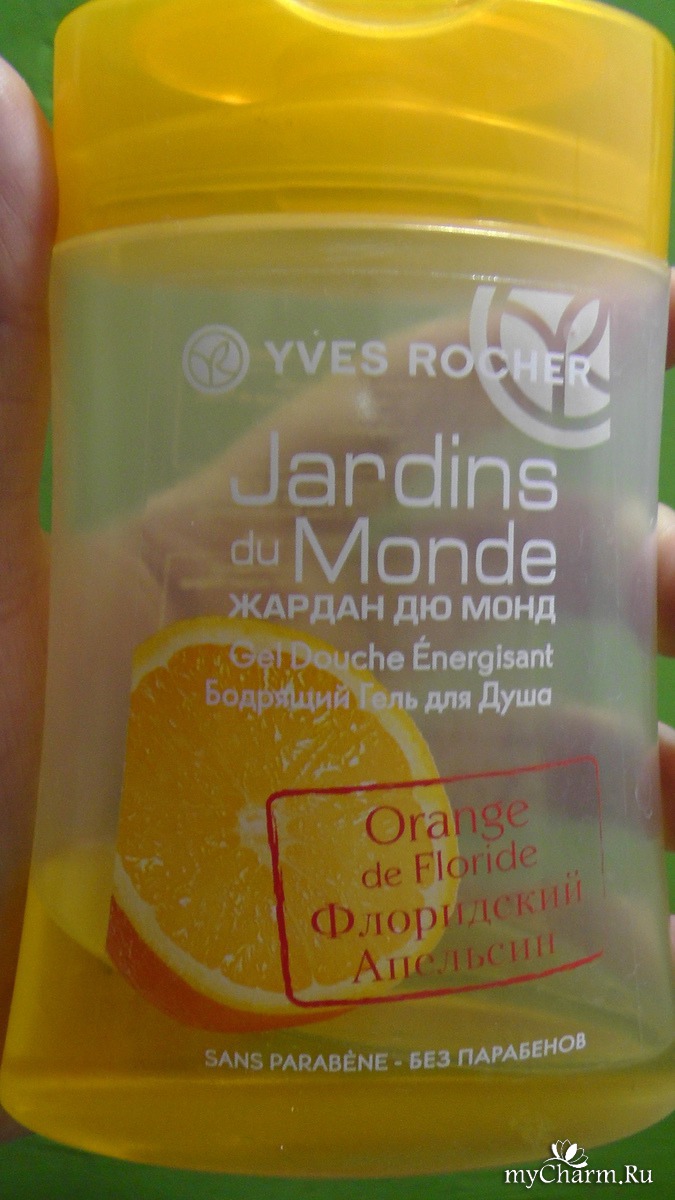 YVES ROCHER
Jardins
du Monde
ЖАРДАН ДЮ МОНД
Gel Douche Énergisant
Бодрящий Гель для Душа
Orange
de Floride
Флоридский
Апельсин
SANS PARABÈNE - БЕЗ ПАРАБЕНОВ
myCharm.Ru